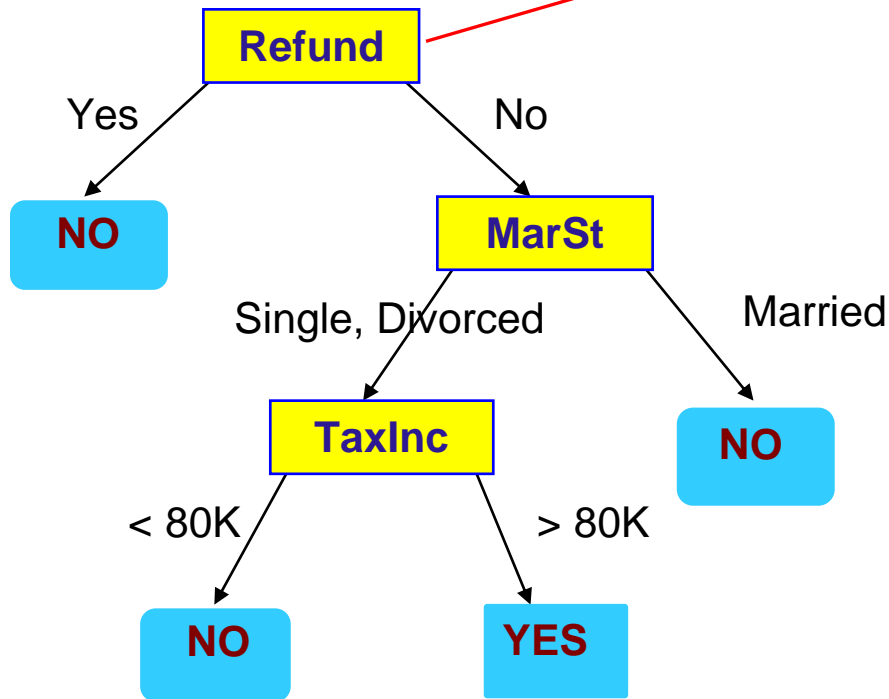 Refund
Yes
No
NO
MarSt
Single, Divorced
Married
TaxInc
NO
< 80K
> 80K
NO
YES